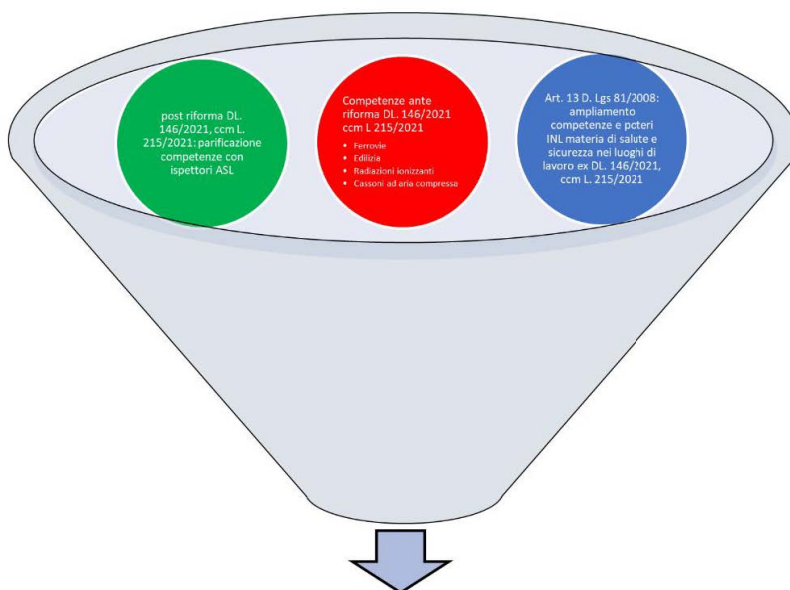 post riforma DL.
146/2021, ccm L.
215/2021: parificazione
competenze con
ispettori ASL
Competenze ante
riforma DL. 146/2021
ccm L 215/2021
• Ferrovie
• Edilizia
• Radiazioni ionizzanti
• Cassoni ad aria compressa
Art. 13 D. Lgs 81/2008:
ampliamento
competenze e pcteri
INL materia di salute e
sicurezza nei luoghi di
lavoro ex DL. 146/2021,
ccm L. 215/2021